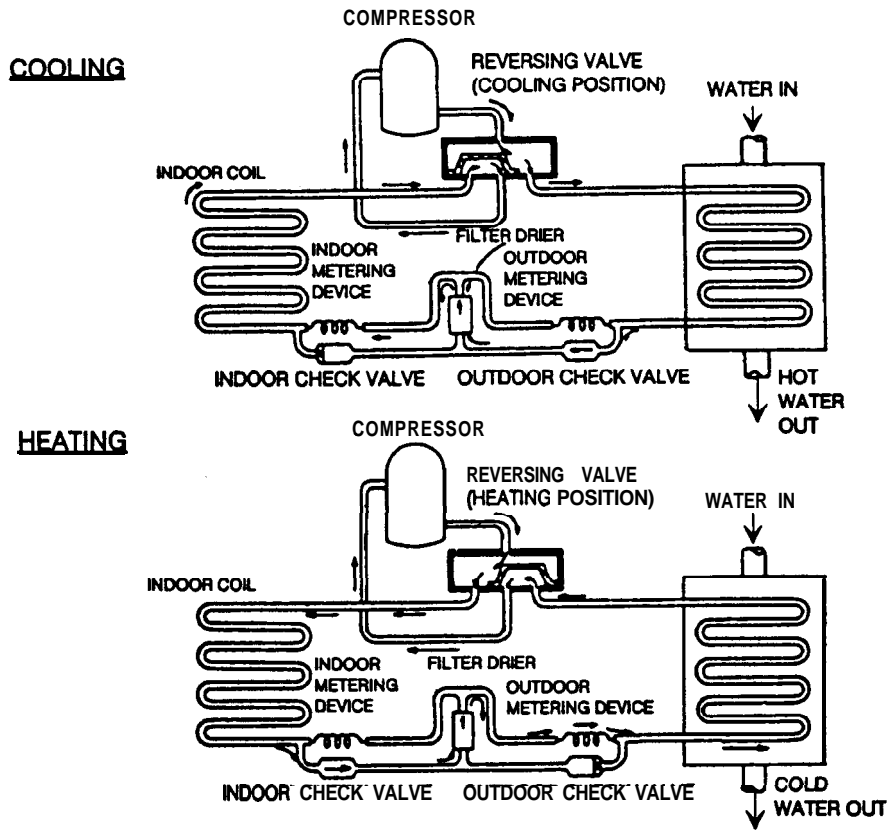 COMPRESSOR
COOLING
REVERSING VALVE
(COOLING POSITION)
WATER IN
INDOOR COIL
INDOOR
METERING
DEVICE
FILTER DRIER
OUTDOOR
METERING
DEVICE
INDOOR CHECK VALVE
OUTDOOR CHECK VALVE
HOT
WATER
OUT
HEATING
COMPRESSOR
REVERSING VALVE
(HEATING POSITION)
WATER IN
INDOOR COIL
INDOOR
METERING
DEVICE
FILTER DRIER
OUTDOOR
METERING DEVICE
INDOOR CHECK VALVE
OUTDOOR CHECK VALVE
COLD
WATER OUT